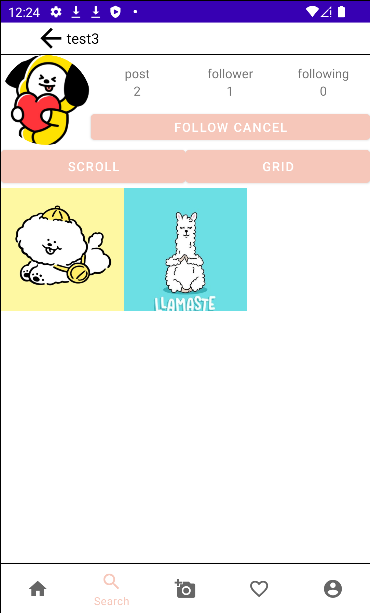 12:24
test3
post follower following
2 1 0
FOLLOW CANCEL
SCROLL GRID
LLAMASTE
Search